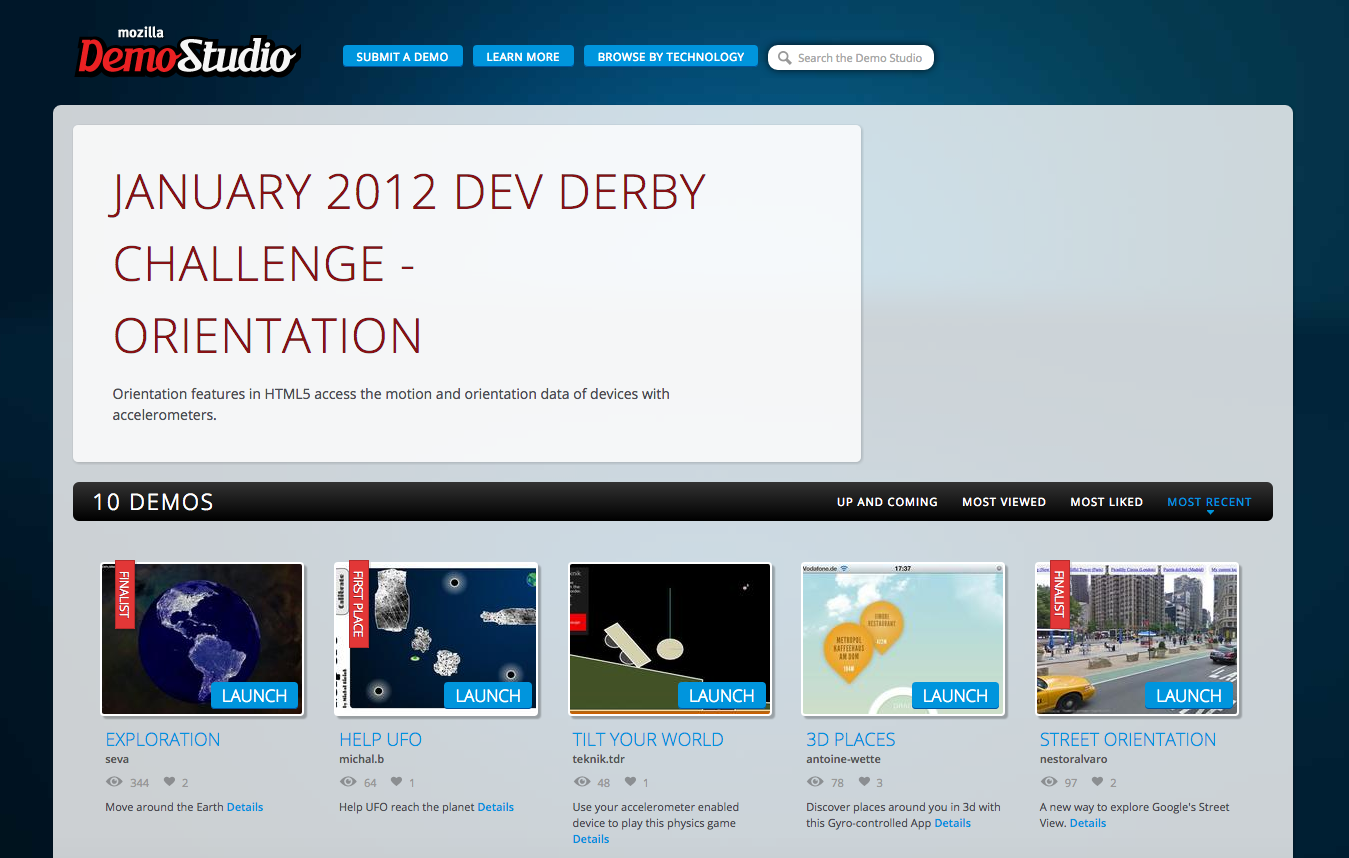 mozilla
DemoStudio
SUBMIT A DEMO
LEARN MORE
BROWSE BY TECHNOLOGY
Search the Demo Studio
JANUARY 2012 DEV DERBY
CHALLENGE -
ORIENTATION
Orientation features in HTML5 access the motion and orientation data of devices with
accelerometers.
10 DEMOS
UP AND COMING
MOST VIEWED
MOST LIKED
MOST RECENT
FINALIST
LAUNCH
EXPLORATION
seva
344 2
Move around the Earth Details
FIRST PLACE
Calibrate
LAUNCH
HELP UFO
michal.b
64 1
Help UFO reach the planet Details
LAUNCH
TILT YOUR WORLD
teknik.tdr
48 1
Use your accelerometer enabled
device to play this physics game
Details
Vodafone.de
17:37
METROPOL
KAFFEEHAUS
AM DOM
LAUNCH
3D PLACES
antoine-wette
78 3
Discover places around you in 3d with
this Gyro-controlled App Details
FINALIST
LAUNCH
STREET ORIENTATION
nestoralvaro
97 2
A new way to explore Google's Street
View. Details